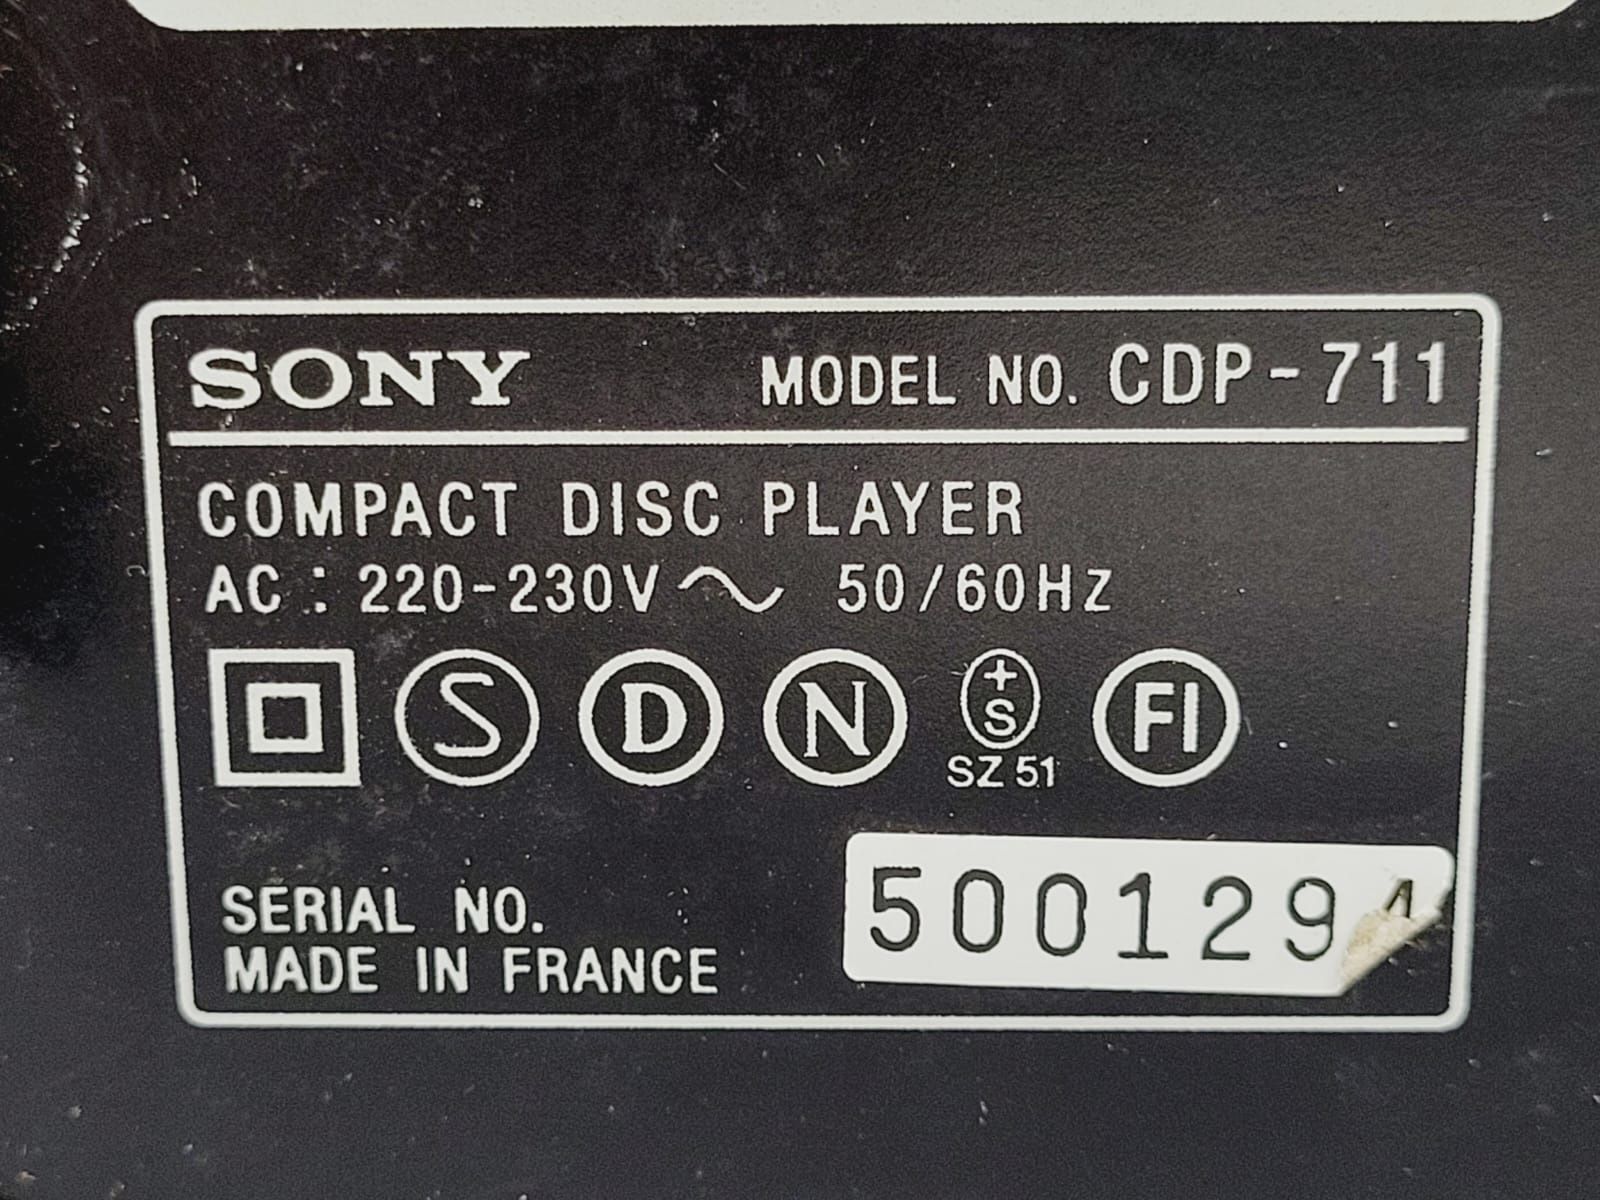 SONY MODEL NO. CDP-711
COMPACT DISC PLAYER
AC : 220-230V～ 50/60Hz
S D N +S FI
SZ 51
SERIAL NO.
MADE IN FRANCE